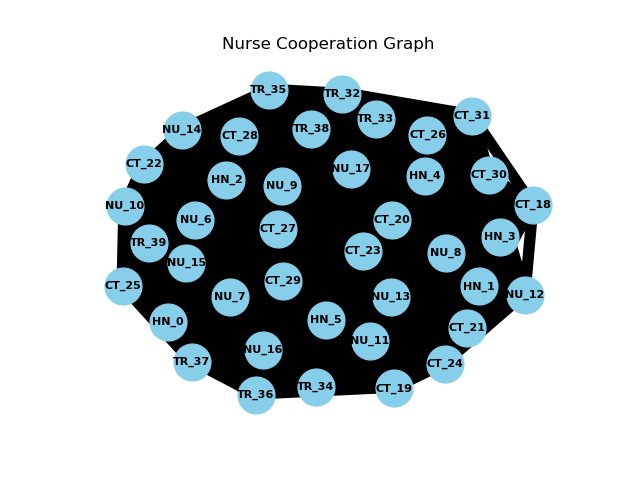 Nurse Cooperation Graph
TR_35
TR_32
CT_31
TR_33
NU_14
CT_28
TR_38
CT_26
CT_22
NU_17
HN_2
NU_9
HN_4
CT_30
NU_10
CT_18
NU_6
CT_20
CT_27
HN_3
TR_39
CT_23
NU_8
NU_15
CT_29
CT_25
HN_1
NU_7
NU_13
NU_12
HN_0
HN_5
CT_21
NU_11
NU_16
TR_37
CT_24
TR_34
CT_19
TR_36